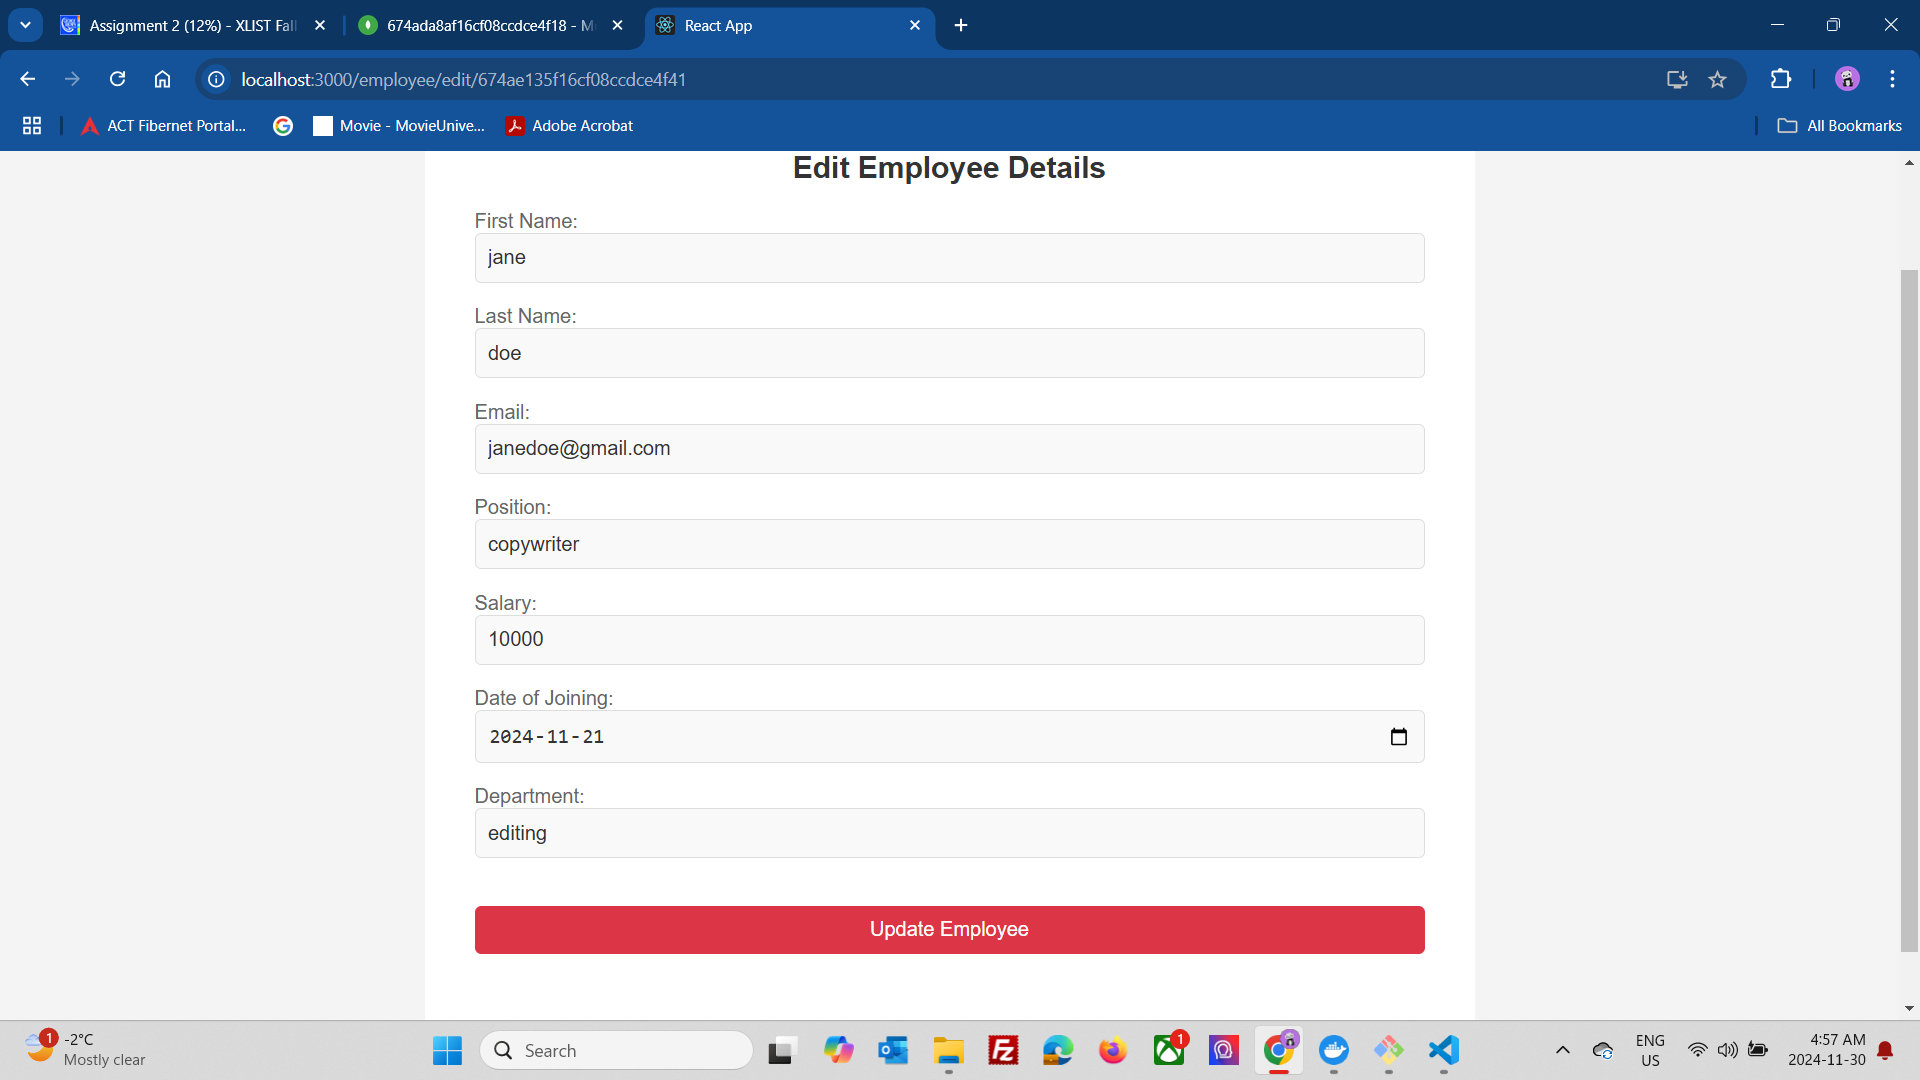 Assignment 2 (12%) - XLIST Fall
674ada8af16cf08ccdce4f18 - M
React App
localhost:3000/employee/edit/674ae135f16cf08ccdce4f41
ACT Fibernet Portal...
Movie - MovieUnive...
Adobe Acrobat
All Bookmarks
Edit Employee Details
First Name:
jane
Last Name:
doe
Email:
janedoe@gmail.com
Position:
copywriter
Salary:
10000
Date of Joining:
2024-11-21
Department:
editing
Update Employee
1
-2°C
Mostly clear
Search
1
ENG
US
4:57 AM
2024-11-30